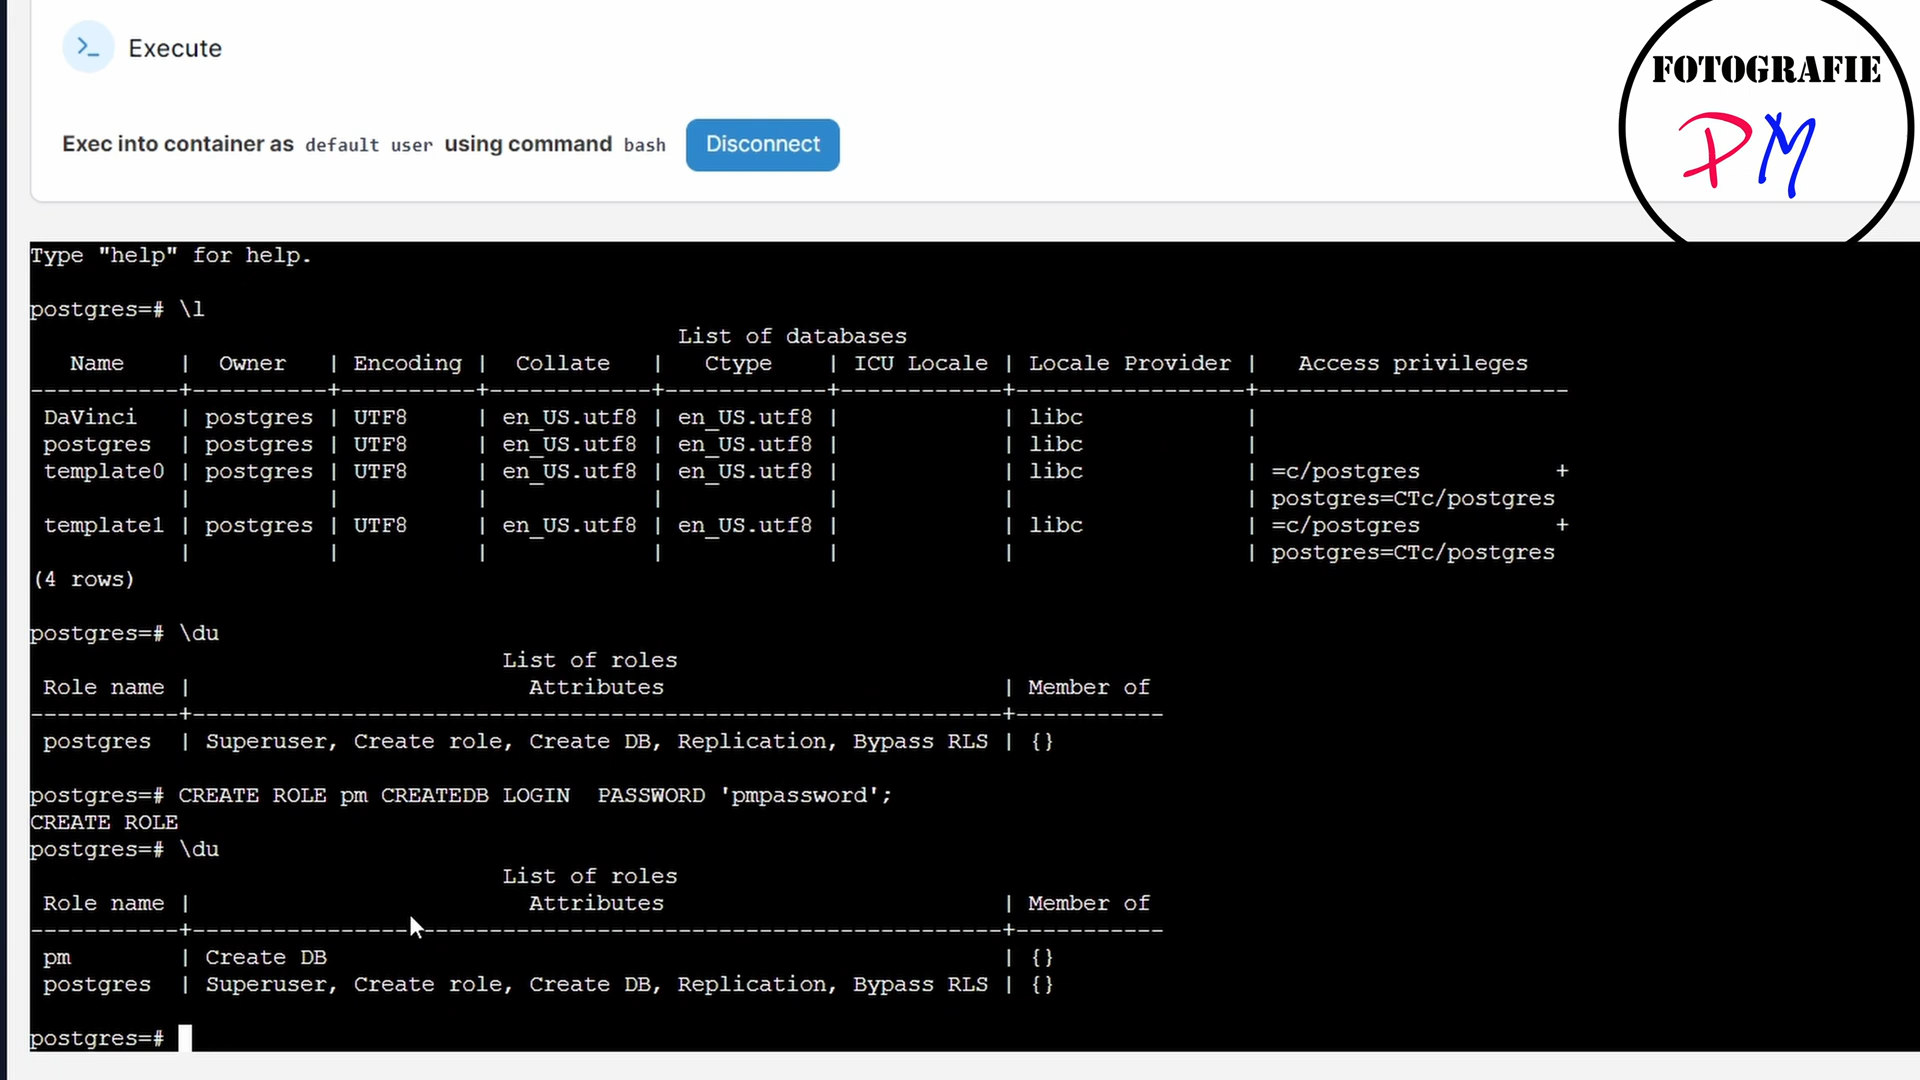 >_ Execute
FOTOGRAFIE
PM
Exec into container as default user using command bash Disconnect
Type "help" for help.
postgres=# \l
List of databases
Name | Owner | Encoding | Collate | Ctype | ICU Locale | Locale Provider | Access privileges
-----------+----------+----------+------------+------------+------------+-----------------+-----------------------
DaVinci | postgres | UTF8 | en_US.utf8 | en_US.utf8 | | libc |
postgres | postgres | UTF8 | en_US.utf8 | en_US.utf8 | | libc |
template0 | postgres | UTF8 | en_US.utf8 | en_US.utf8 | | libc | =c/postgres +
| | | | | | | postgres=CTc/postgres
template1 | postgres | UTF8 | en_US.utf8 | en_US.utf8 | | libc | =c/postgres +
| | | | | | | postgres=CTc/postgres
(4 rows)
postgres=# \du
List of roles
Role name | Attributes | Member of
-----------+------------------------------------------------------------+-----------
postgres | Superuser, Create role, Create DB, Replication, Bypass RLS | {}
postgres=# CREATE ROLE pm CREATEDB LOGIN  PASSWORD 'pmpassword';
CREATE ROLE
postgres=# \du
List of roles
Role name | Attributes | Member of
-----------+------------------------------------------------------------+-----------
pm | Create DB | {}
postgres | Superuser, Create role, Create DB, Replication, Bypass RLS | {}
postgres=#